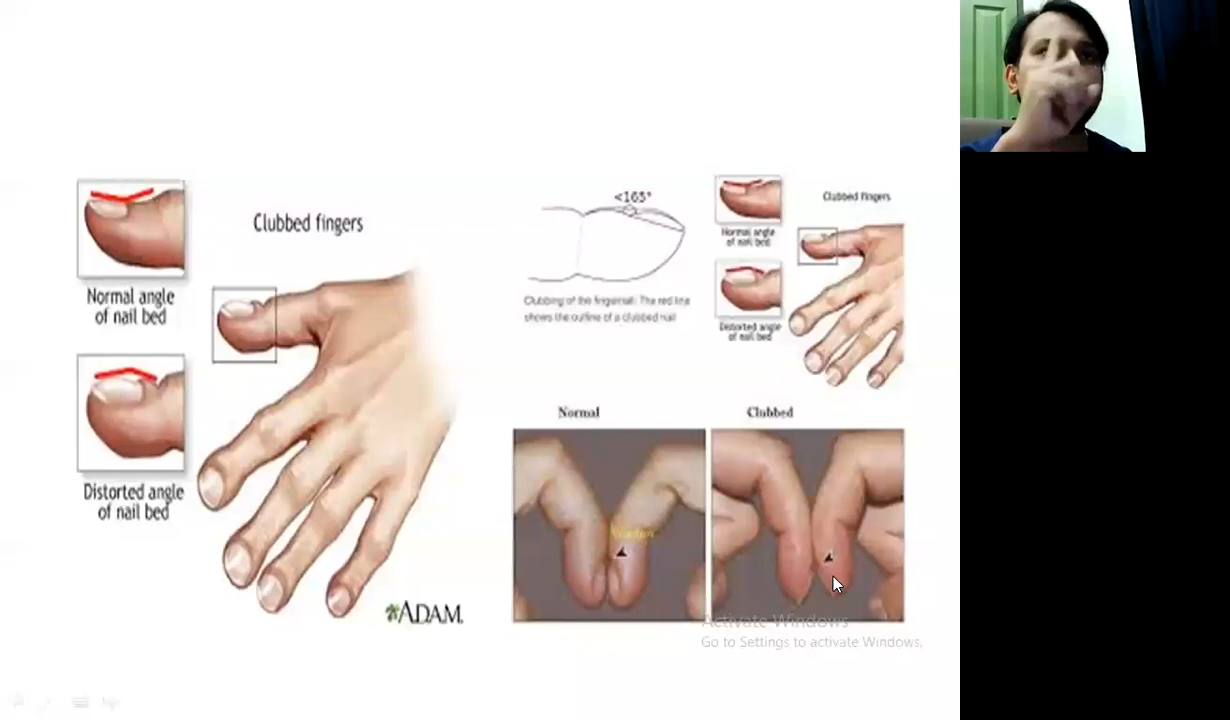 Clubbed fingers
Normal angle
of nail bed
Distorted angle
of nail bed
ADAM.
<165°
Clubbing of the fingernail: The red line
shows the outline of a clubbed nail
Clubbed fingers
Normal angle
of nail bed
Distorted angle
of nail bed
Normal
Clubbed
Window
Activate Windows
Go to Settings to activate Windows.